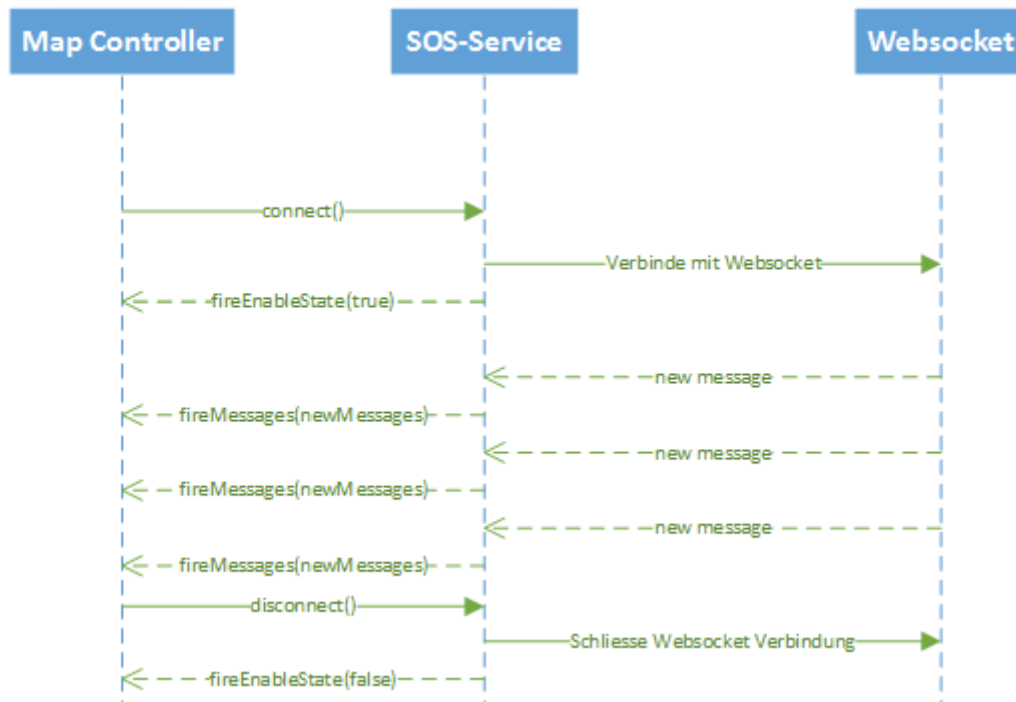 Map Controller
SOS-Service
Websocket
connect()
Verbinde mit Websocket
fireEnableState(true)
new message
fireMessages(newMessages)
new message
fireMessages(newMessages)
new message
fireMessages(newMessages)
disconnect()
Schliesse Websocket Verbindung
fireEnableState(false)